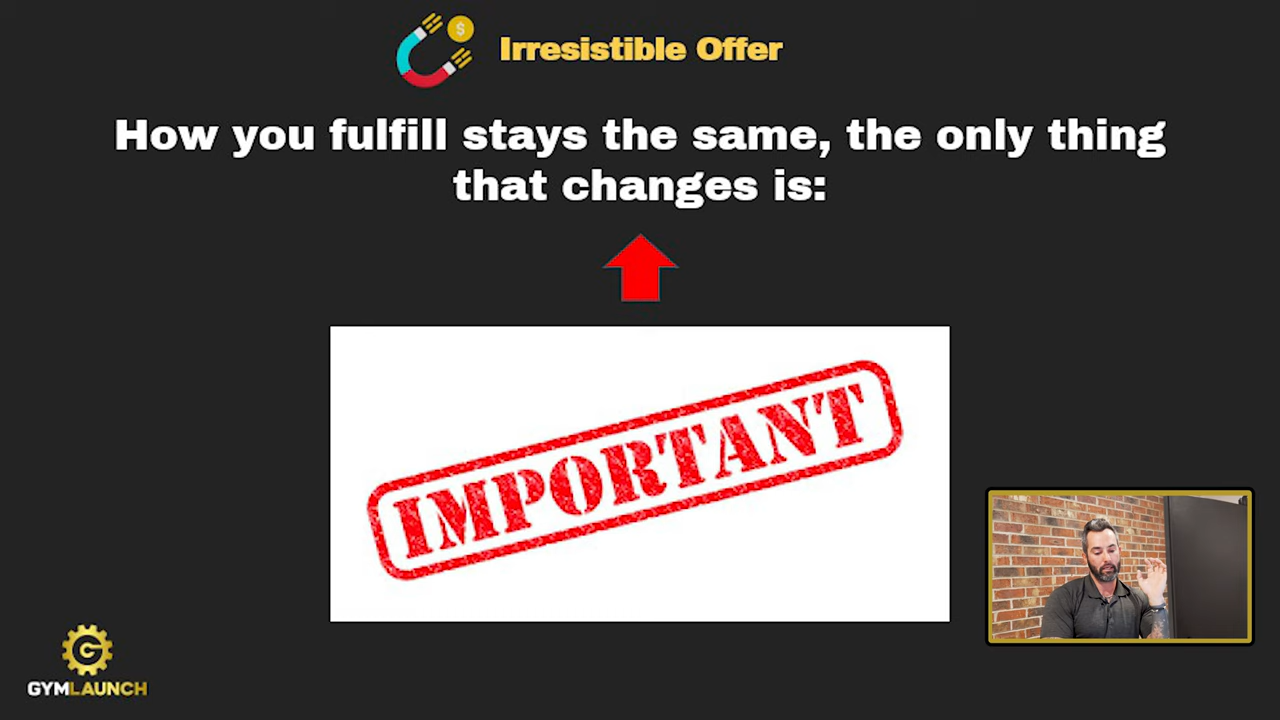 Irresistible Offer
How you fulfill stays the same, the only thing
that changes is:
IMPORTANT
G
GYMLAUNCH